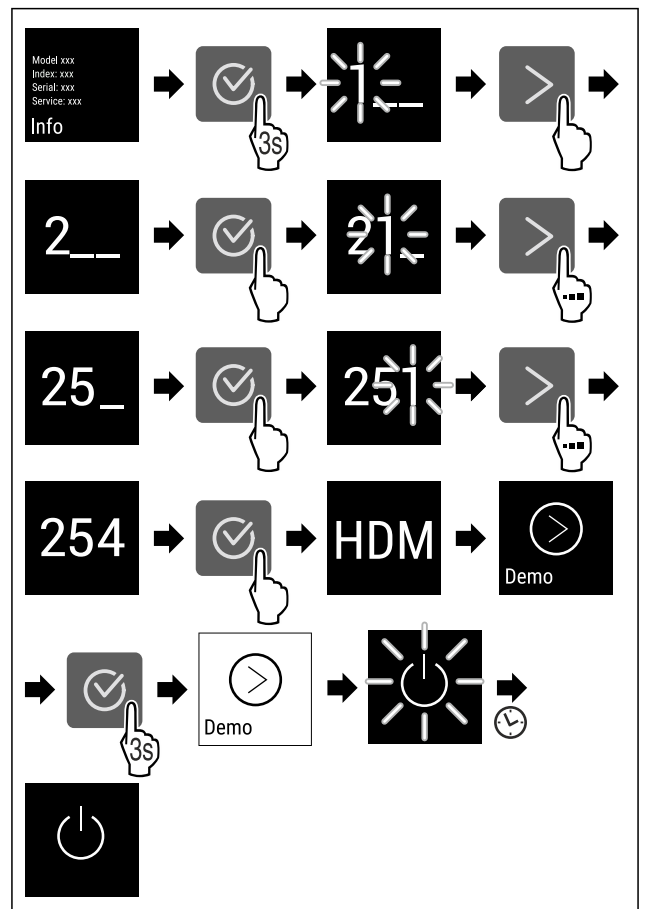 Model xxx
Index: xxx
Serial: xxx
Service: xxx
Info
3s
1__
2__
21_
25_
251
254
HDM
Demo
3s
Demo